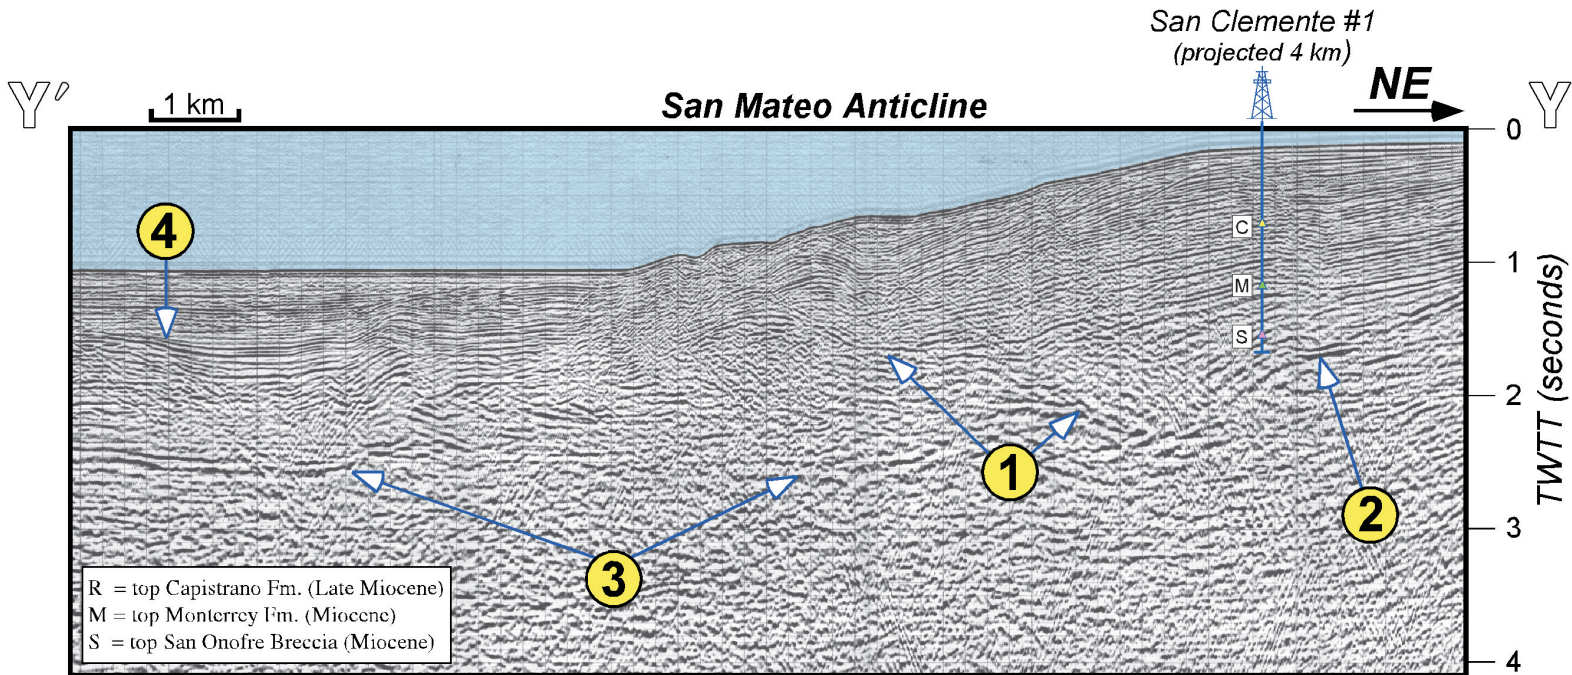 San Clemente #1
(projected 4 km)
Y′
1 km
San Mateo Anticline
NE
Y
0
4
C
1
M
TWTT (seconds)
S
2
1
2
3
3
R = top Capistrano Fm. (Late Miocene)
M = top Monterrey Fm. (Miocene)
S = top San Onofre Breccia (Miocene)
4